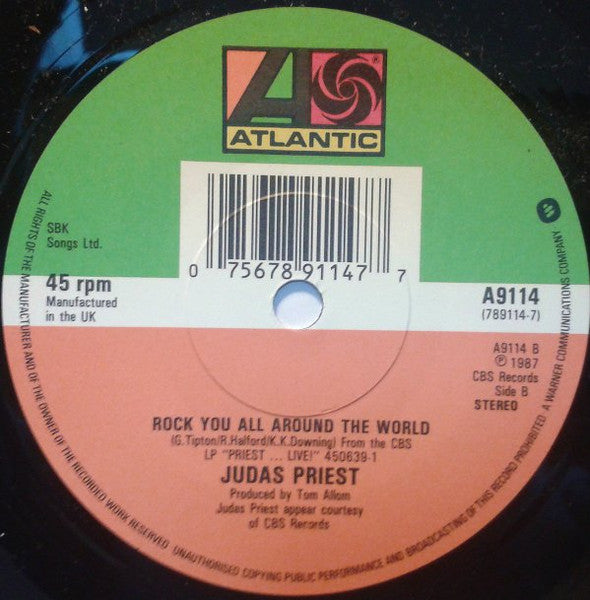 ATLANTIC
0 75678 91147 7
SBK
Songs Ltd.
45 rpm
Manufactured
in the UK
A9114
(789114-7)
A9114 B
℗ 1987
CBS Records
Side B
STEREO
ROCK YOU ALL AROUND THE WORLD
(G.Tipton/R.Halford/K.K.Downing) From the CBS
LP "PRIEST ... LIVE!" 450639-1
JUDAS PRIEST
Produced by Tom Allom
Judas Priest appear courtesy
of CBS Records
ALL RIGHTS OF THE MANUFACTURER AND OF THE OWNER OF THE RECORDED WORK RESERVED UNAUTHORISED COPYING PUBLIC PERFORMANCE AND BROADCASTING OF THIS RECORD PROHIBITED A WARNER COMMUNICATIONS COMPANY